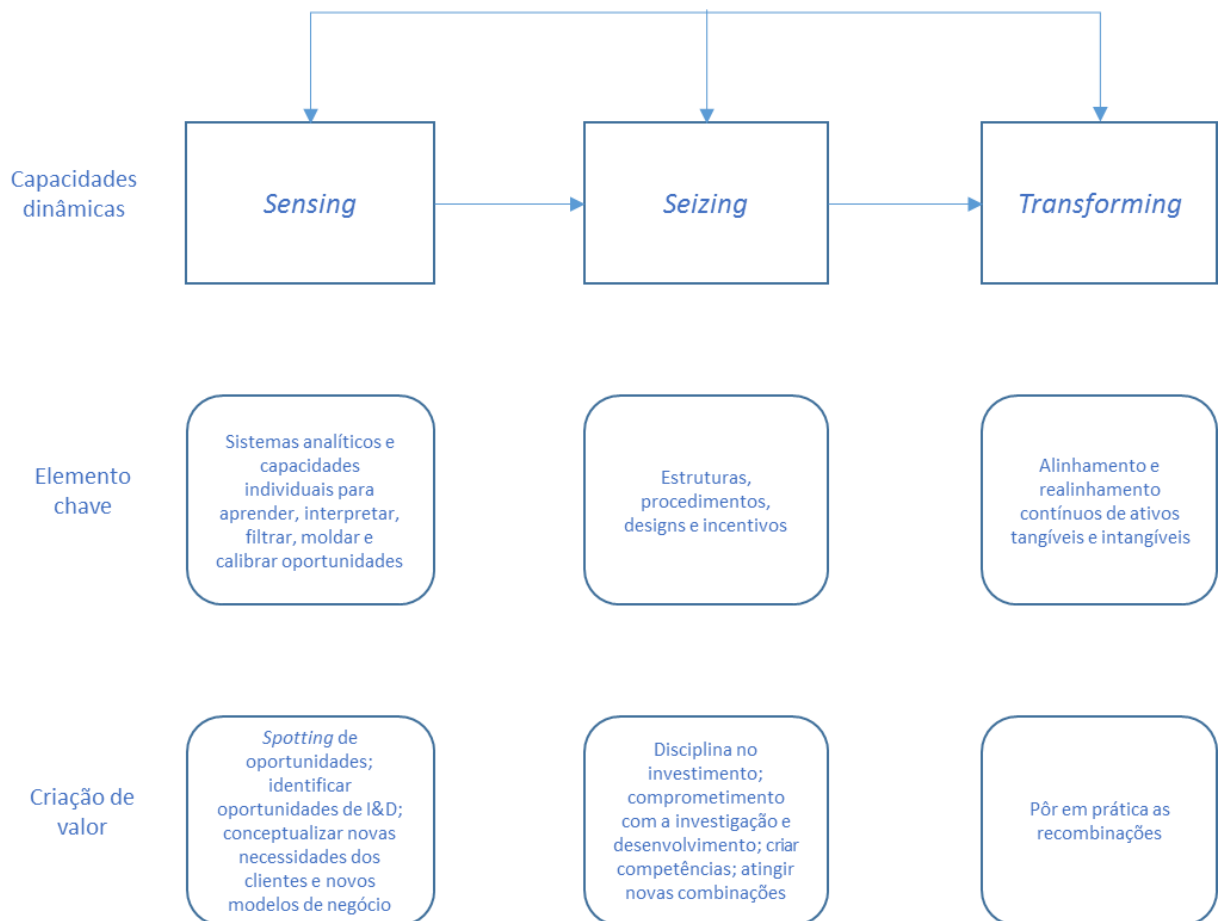 Capacidades
dinâmicas
Sensing
Seizing
Transforming
Elemento
chave
Sistemas analíticos e
capacidades
individuais para
aprender, interpretar,
filtrar, moldar e
calibrar oportunidades
Estruturas,
procedimentos,
designs e incentivos
Alinhamento e
realinhamento
contínuos de ativos
tangíveis e intangíveis
Criação de
valor
Spotting de
oportunidades;
identificar
oportunidades de I&D;
conceptualizar novas
necessidades dos
clientes e novos
modelos de negócio
Disciplina no
investimento;
comprometimento
com a investigação e
desenvolvimento; criar
competências; atingir
novas combinações
Pôr em prática as
recombinações